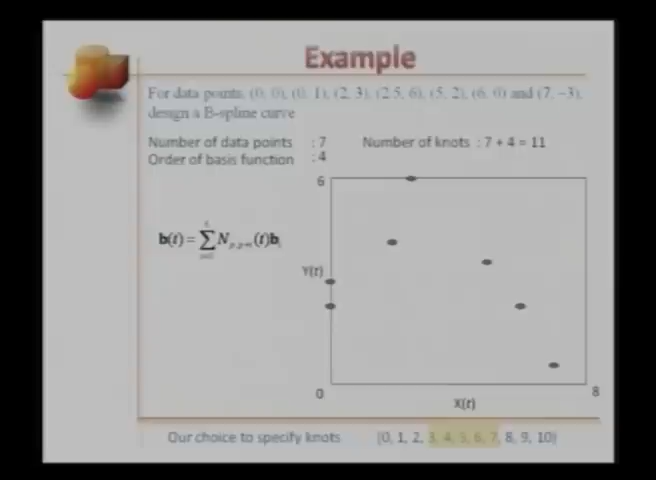 Example
For data points (0, 0), (0, 1), (2, 3), (2.5, 6), (5, 2), (6, 0) and (7, −3),
design a B-spline curve
Number of data points : 7 Number of knots : 7 + 4 = 11
Order of basis function : 4
6
b(t) = ∑ (t)b
Y(t)
0
8
X(t)
Our choice to specify knots {0, 1, 2, 3, 4, 5, 6, 7, 8, 9, 10}